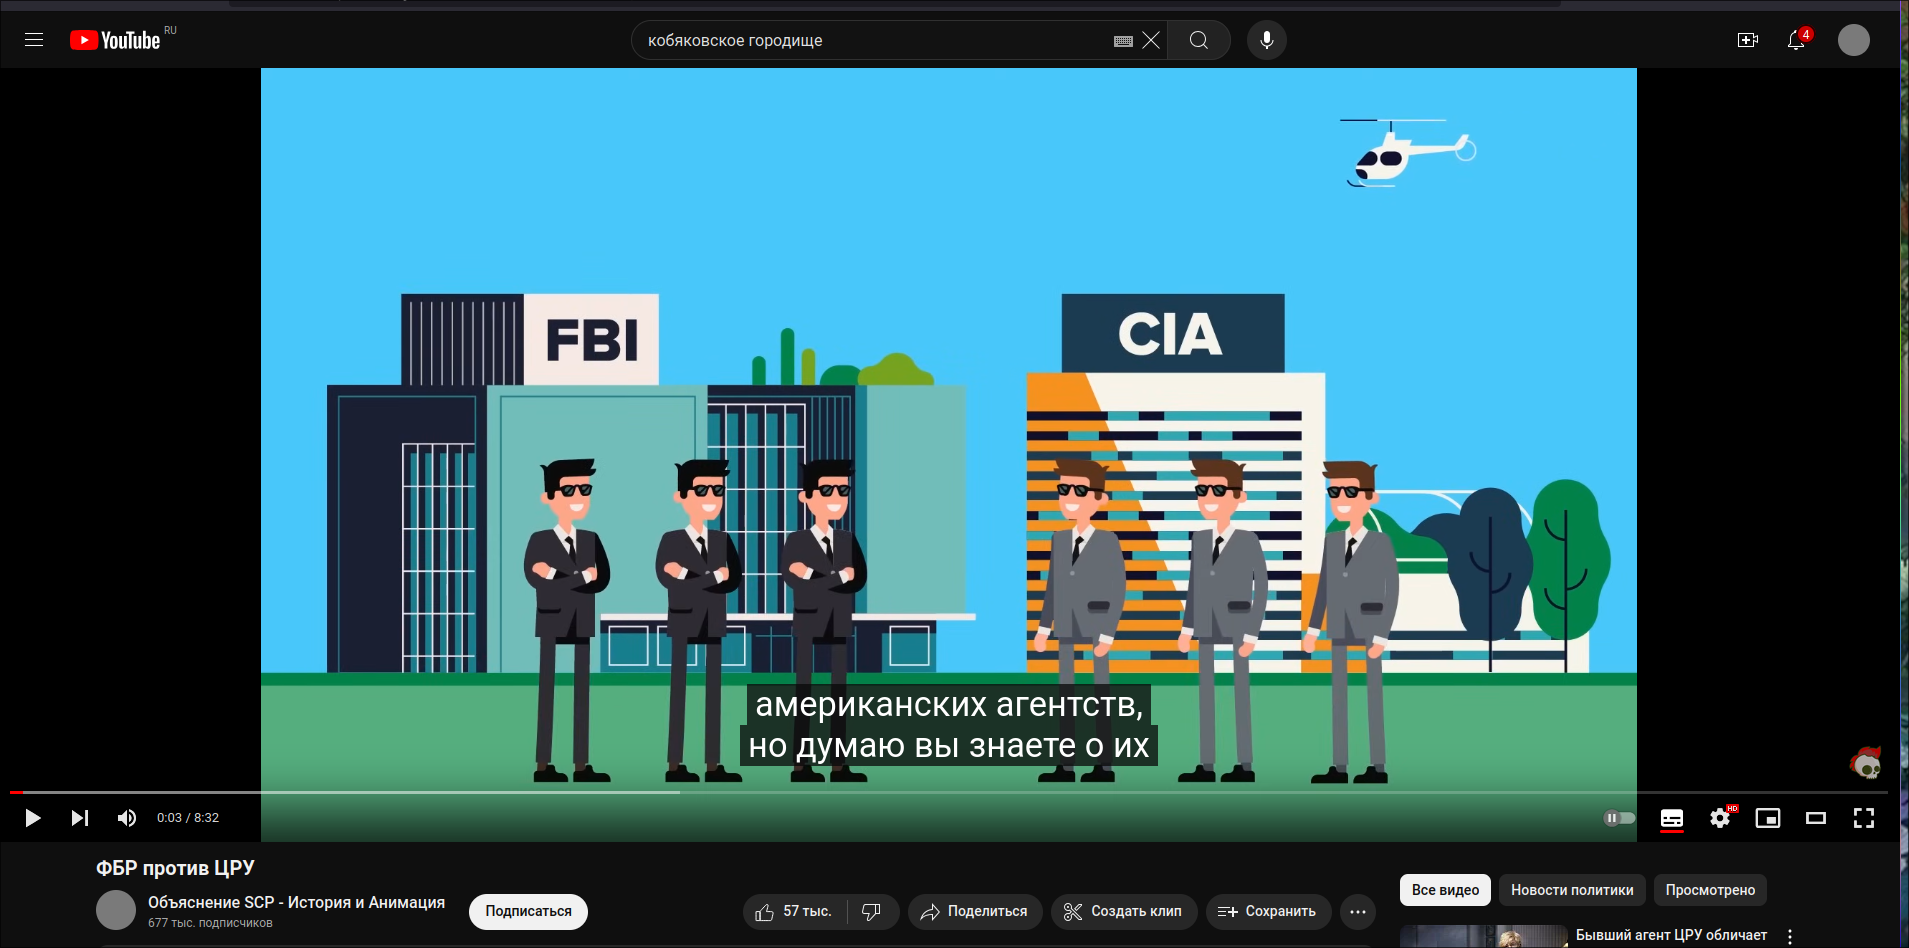 YouTube RU
кобяковское городище
4
FBI
CIA
американских агентств,
но думаю вы знаете о их
0:03 / 8:32
HD
ФБР против ЦРУ
Объяснение SCP - История и Анимация
677 тыс. подписчиков
Подписаться
57 тыс.
Поделиться
Создать клип
Сохранить
Все видео
Новости политики
Просмотрено
Бывший агент ЦРУ обличает